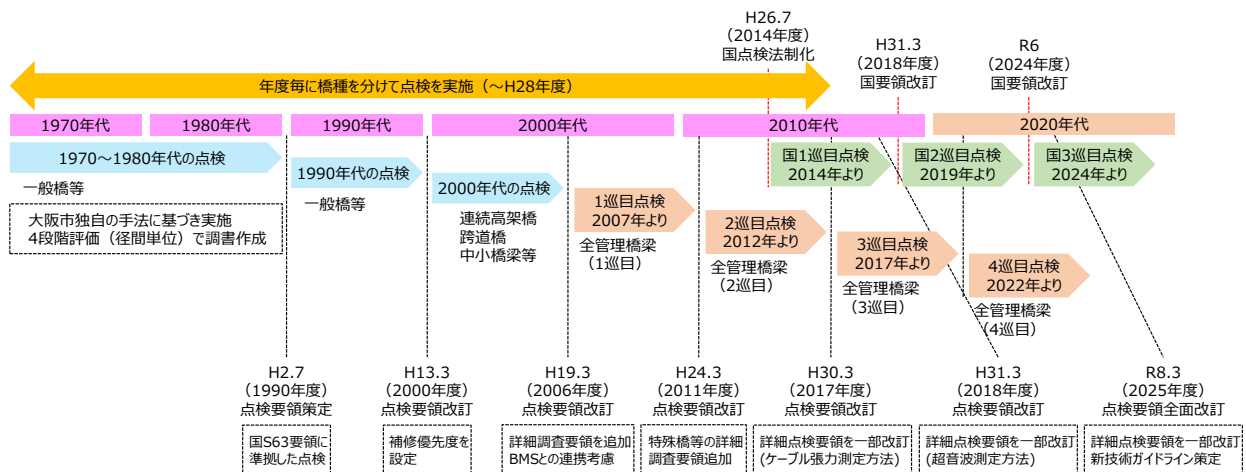 H26.7
（2014年度）
国点検法制化
H31.3
（2018年度）
国要領改訂
R6
（2024年度）
国要領改訂
年度毎に橋種を分けて点検を実施（～H28年度）
1970年代
1980年代
1990年代
2000年代
2010年代
2020年代
1970～1980年代の点検
一般橋等
大阪市独自の手法に基づき実施
4段階評価（径間単位）で調書作成
1990年代の点検
一般橋等
2000年代の点検
連続高架橋
跨道橋
中小橋梁等
1巡目点検
2007年より
全管理橋梁
（1巡目）
2巡目点検
2012年より
全管理橋梁
（2巡目）
国1巡目点検
2014年より
3巡目点検
2017年より
全管理橋梁
（3巡目）
国2巡目点検
2019年より
4巡目点検
2022年より
全管理橋梁
（4巡目）
国3巡目点検
2024年より
H2.7
（1990年度）
点検要領策定
国S63要領に
準拠した点検
H13.3
（2000年度）
点検要領改訂
補修優先度を
設定
H19.3
（2006年度）
点検要領改訂
詳細調査要領を追加
BMSとの連携考慮
H24.3
（2011年度）
点検要領改訂
特殊橋等の詳細
調査要領追加
H30.3
（2017年度）
点検要領改訂
詳細点検要領を一部改訂
(ケーブル張力測定方法)
H31.3
（2018年度）
点検要領改訂
詳細点検要領を一部改訂
(超音波測定方法)
R8.3
（2025年度）
点検要領全面改訂
詳細点検要領を一部改訂
新技術ガイドライン策定